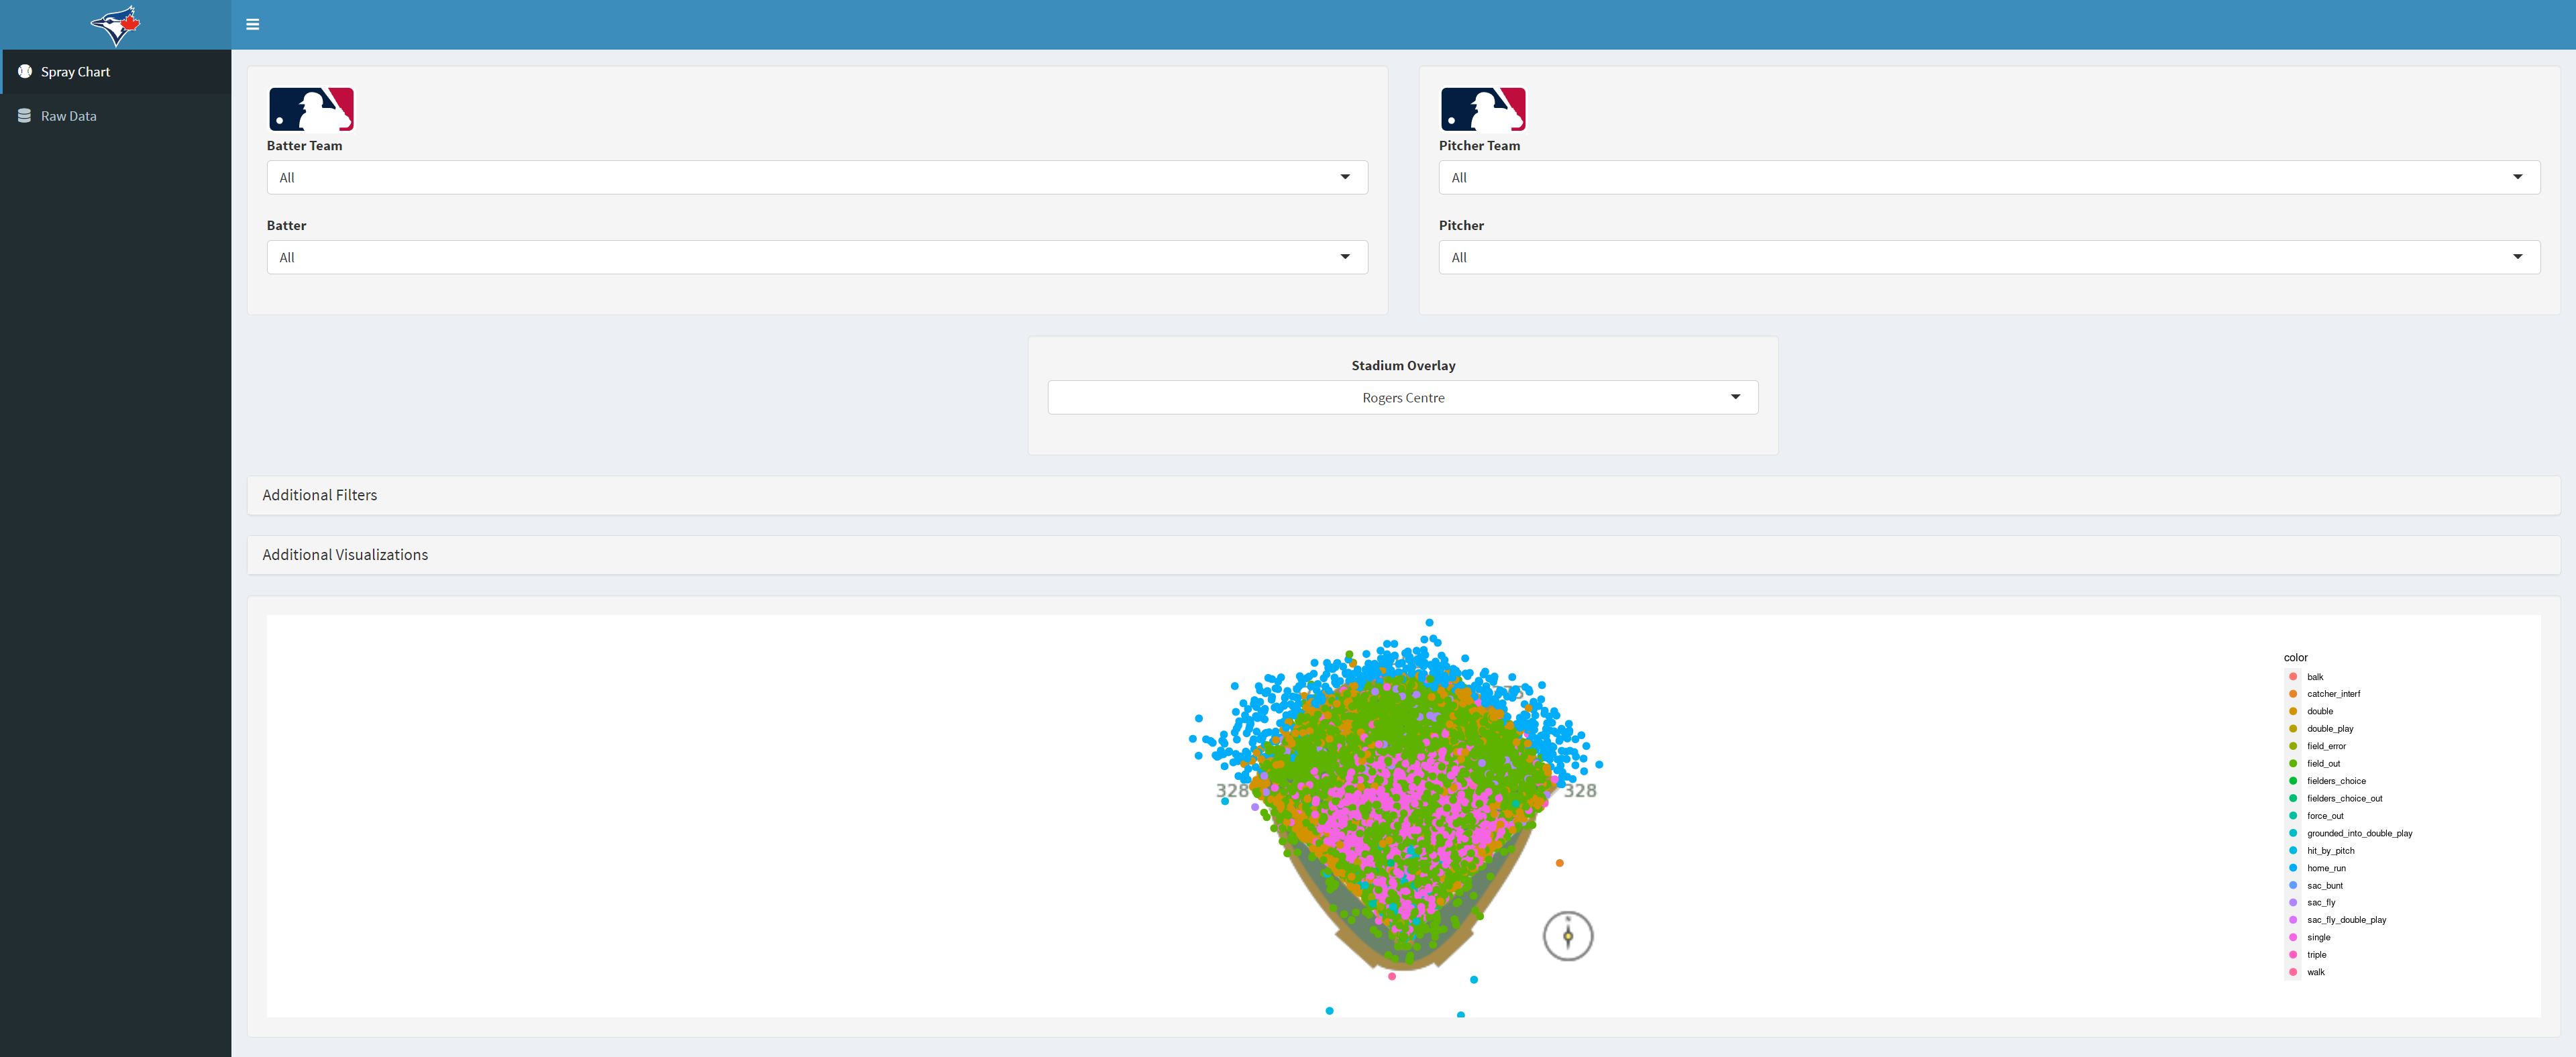 Spray Chart
Raw Data
Batter Team
All
Batter
All
Pitcher Team
All
Pitcher
All
Stadium Overlay
Rogers Centre
Additional Filters
Additional Visualizations
328
328
color
balk
catcher_interf
double
double_play
field_error
field_out
fielders_choice
fielders_choice_out
force_out
grounded_into_double_play
hit_by_pitch
home_run
sac_bunt
sac_fly
sac_fly_double_play
single
triple
walk